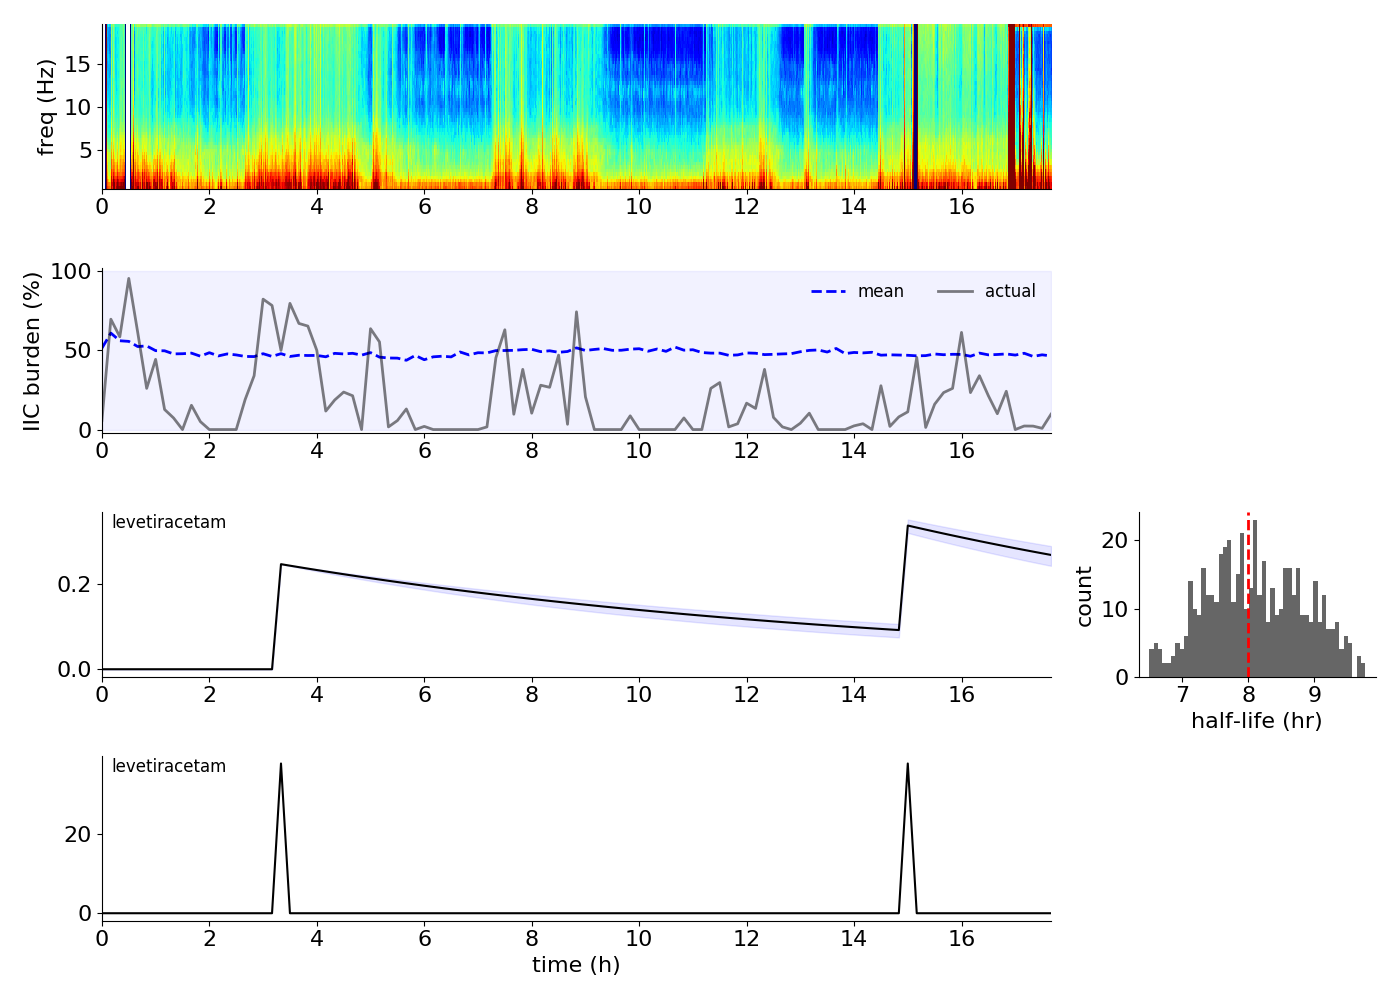 freq (Hz)
15
10
5
0 2 4 6 8 10 12 14 16
IIC burden (%)
100
50
0
mean actual
0 2 4 6 8 10 12 14 16
levetiracetam
0.2
0.0
0 2 4 6 8 10 12 14 16
count
20
10
0
7 8 9
half-life (hr)
levetiracetam
20
0
0 2 4 6 8 10 12 14 16
time (h)